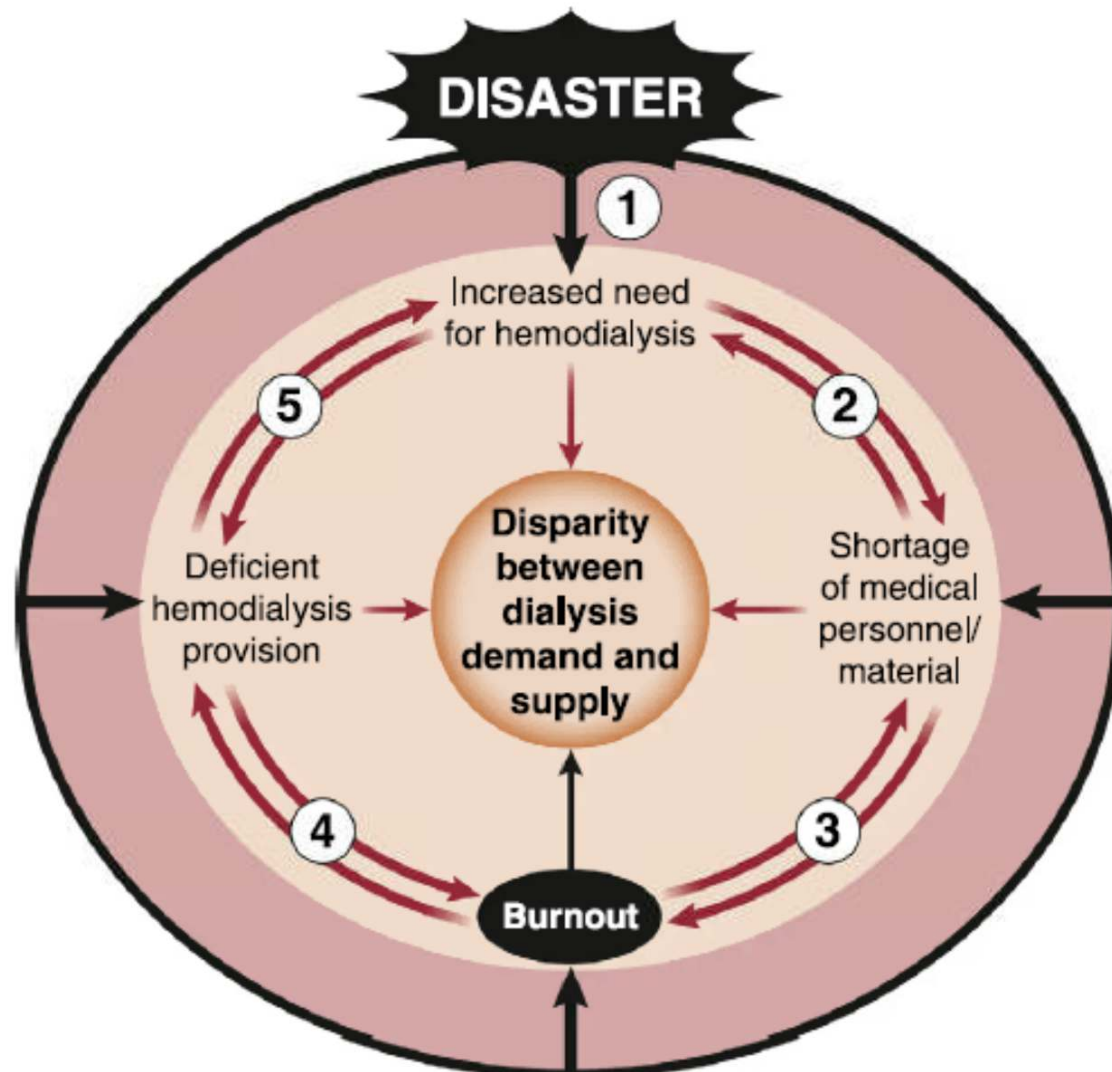 DISASTER
1
Increased need
for hemodialysis
5
2
Disparity
between
dialysis
demand and
supply
Deficient
hemodialysis
provision
Shortage
of medical
personnel/
material
4
3
Burnout